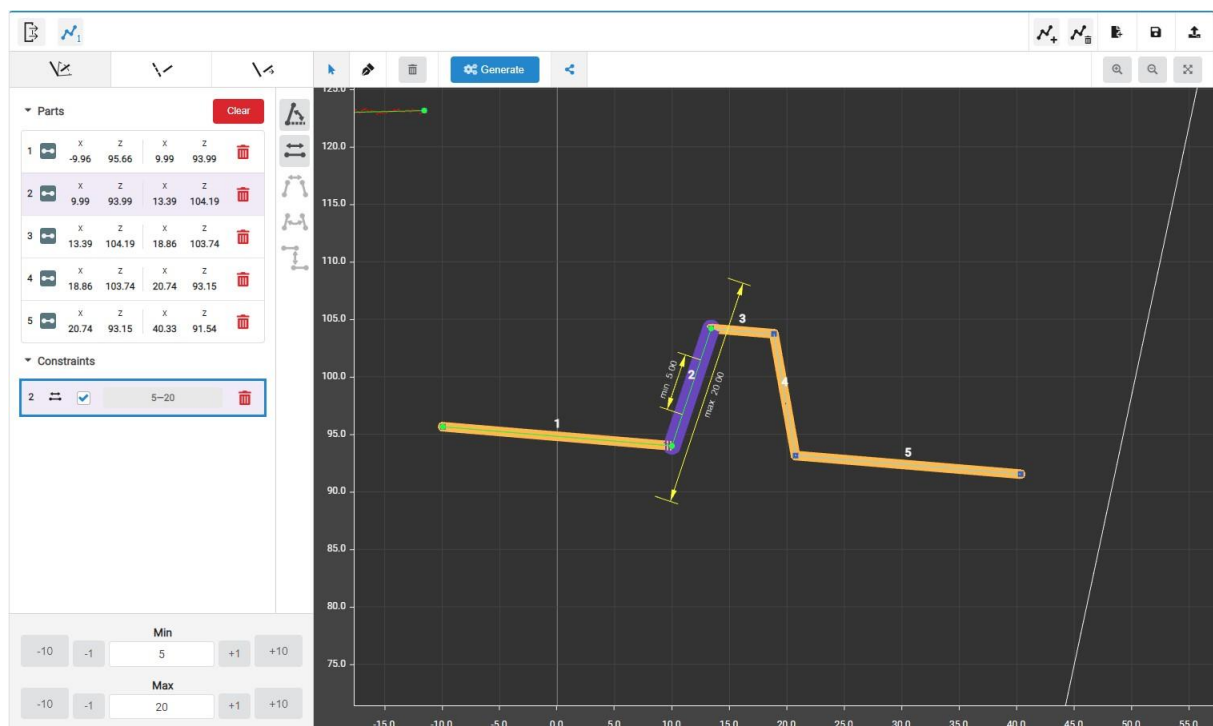 1
Generate
Parts
Clear
1 X Z X Z
-9.96 95.66 9.99 93.99
2 X Z X Z
9.99 93.99 13.39 104.19
3 X Z X Z
13.39 104.19 18.86 103.74
4 X Z X Z
18.86 103.74 20.74 93.15
5 X Z X Z
20.74 93.15 40.33 91.54
Constraints
2 5—20
Min
-10 -1 5 +1 +10
Max
-10 -1 20 +1 +10
125.0
120.0
115.0
110.0
105.0
100.0
95.0
90.0
85.0
80.0
75.0
3
min 5.00
2
max 20.00
4
1
5
-15.0 -10.0 -5.0 0.0 5.0 10.0 15.0 20.0 25.0 30.0 35.0 40.0 45.0 50.0 55.0